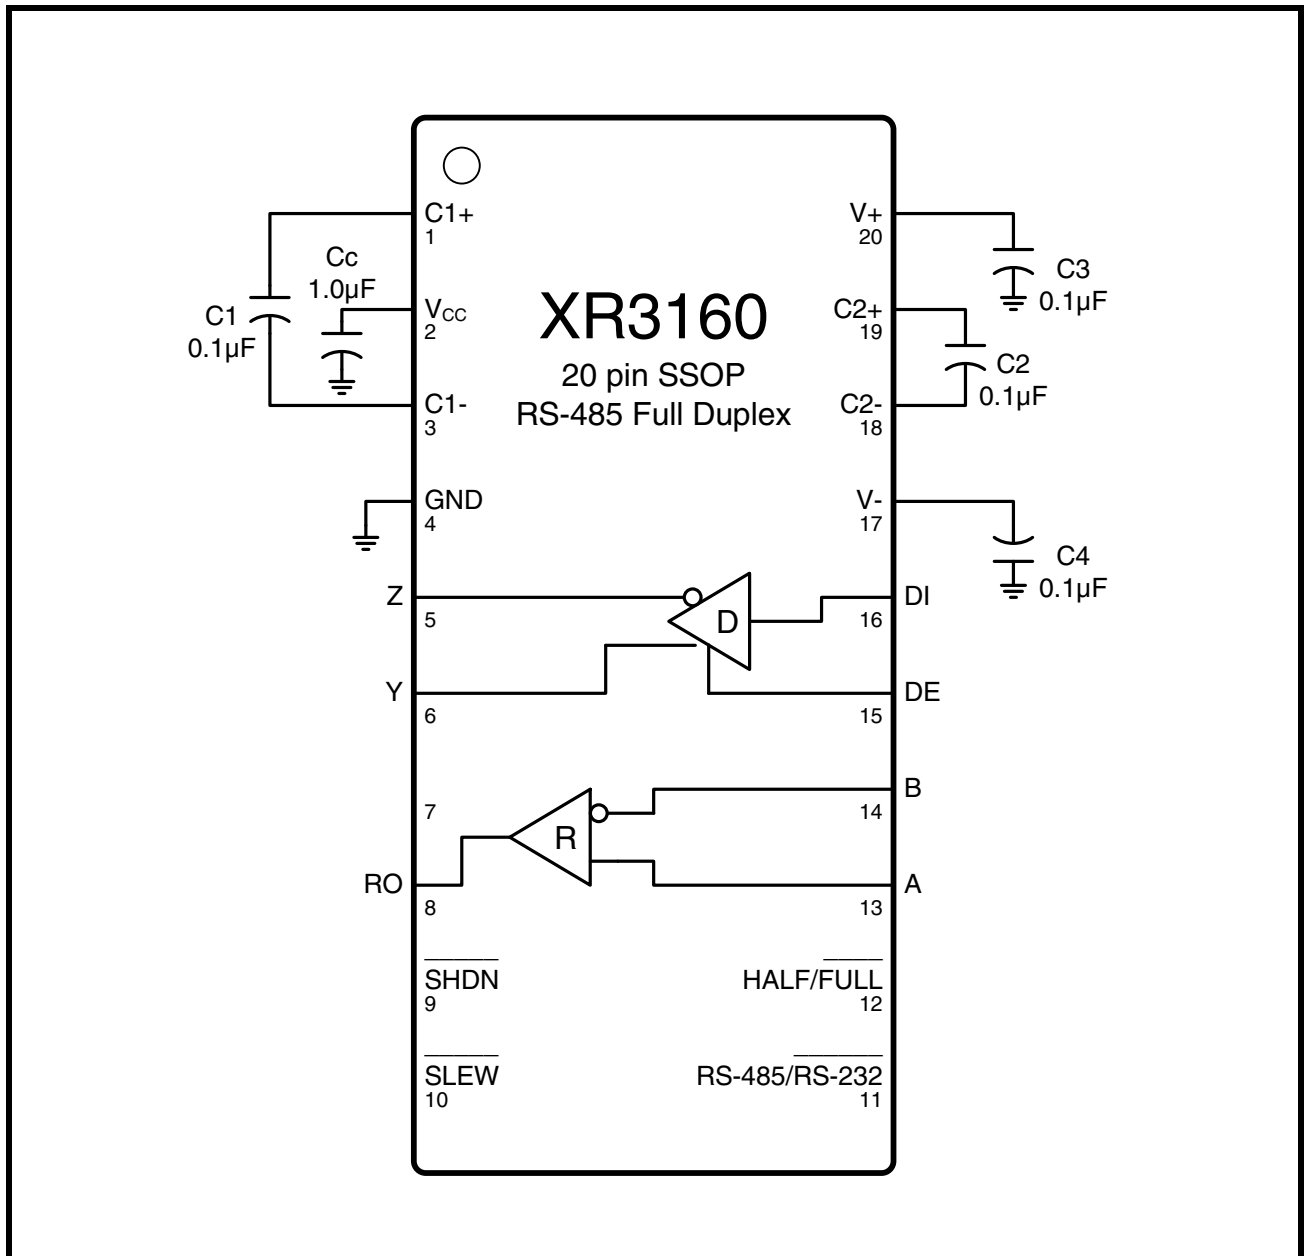 C1+
1
Cc
1.0µF
VCC
2
C1
0.1µF
C1-
3
GND
4
Z
5
Y
6
7
RO
8
SHDN
9
SLEW
10
XR3160
20 pin SSOP
RS-485 Full Duplex
V+
20
C3
0.1µF
C2+
19
C2
0.1µF
C2-
18
V-
17
C4
0.1µF
D
DI
16
DE
15
B
14
R
A
13
HALF/FULL
12
RS-485/RS-232
11